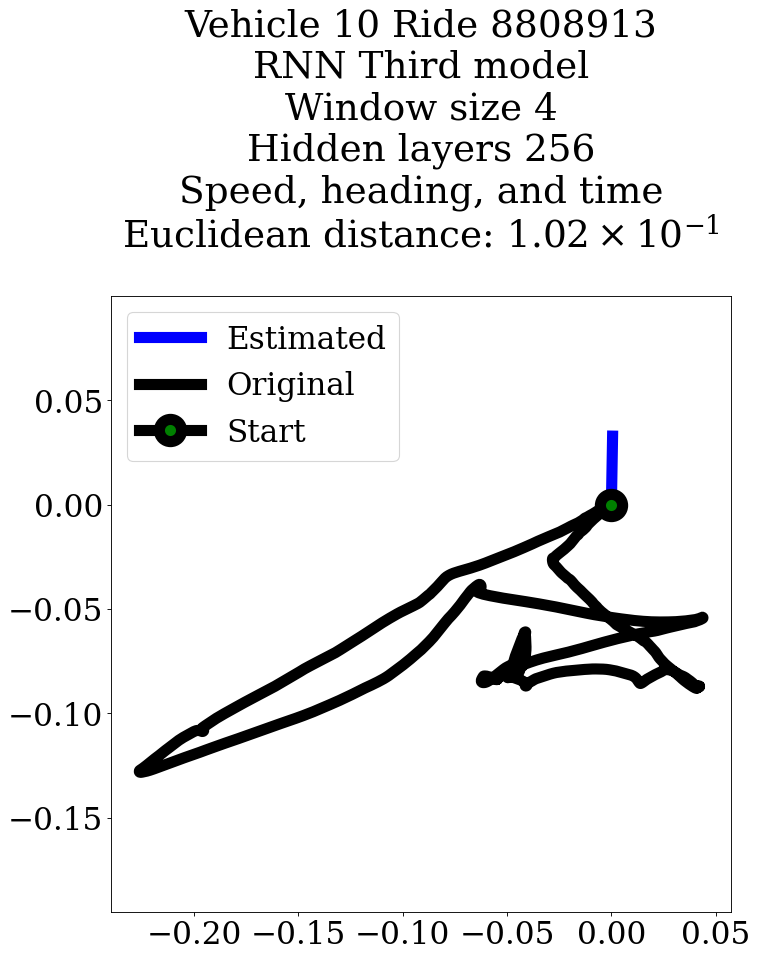 Vehicle 10 Ride 8808913
RNN Third model
Window size 4
Hidden layers 256
Speed, heading, and time
Euclidean distance: 1.02 × 10⁻¹
Estimated
Original
Start
0.05
0.00
−0.05
−0.10
−0.15
−0.20 −0.15 −0.10 −0.05 0.00 0.05